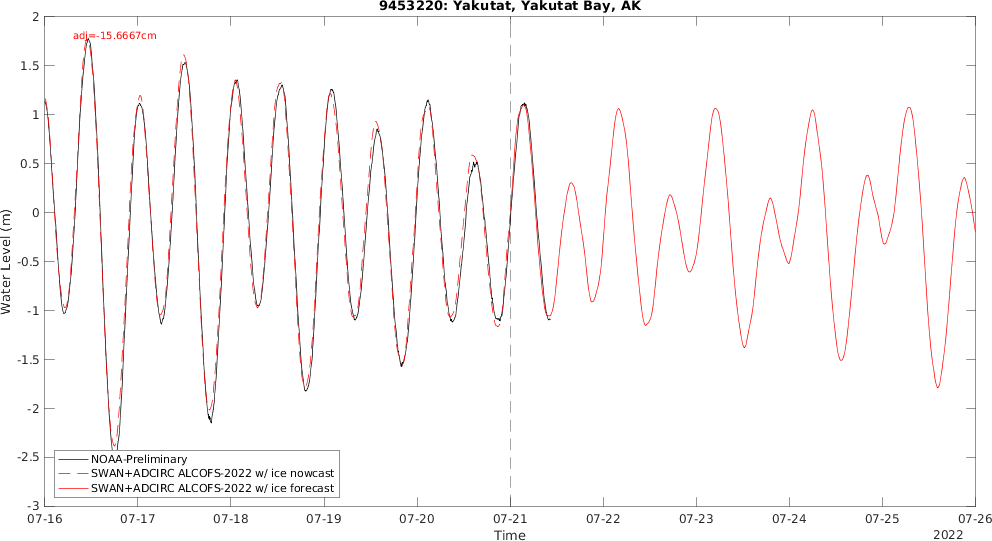 9453220: Yakutat, Yakutat Bay, AK
adj=-15.6667cm
Water Level (m)
2
1.5
1
0.5
0
-0.5
-1
-1.5
-2
-2.5
-3
NOAA-Preliminary
SWAN+ADCIRC ALCOFS-2022 w/ ice nowcast
SWAN+ADCIRC ALCOFS-2022 w/ ice forecast
07-16 07-17 07-18 07-19 07-20 07-21 07-22 07-23 07-24 07-25 07-26
Time
2022